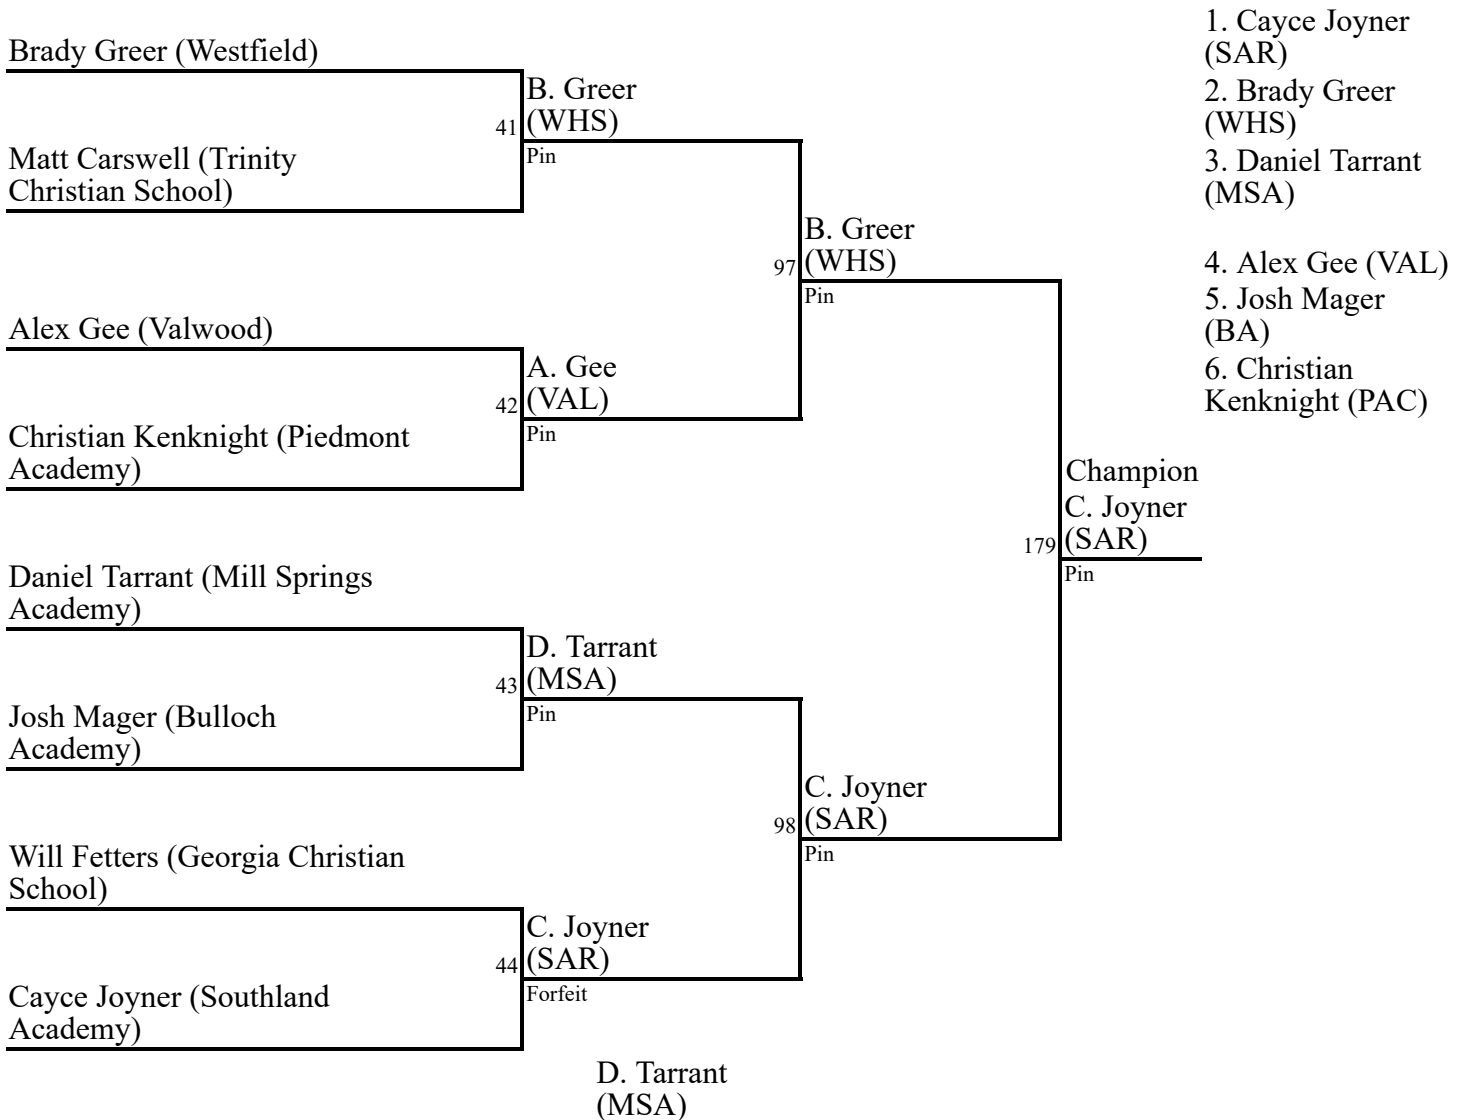 Brady Greer (Westfield)
Matt Carswell (Trinity
Christian School)
Alex Gee (Valwood)
Christian Kenknight (Piedmont
Academy)
Daniel Tarrant (Mill Springs
Academy)
Josh Mager (Bulloch
Academy)
Will Fetters (Georgia Christian
School)
Cayce Joyner (Southland
Academy)
B. Greer
41 (WHS)
Pin
A. Gee
42 (VAL)
Pin
D. Tarrant
43 (MSA)
Pin
C. Joyner
44 (SAR)
Forfeit
D. Tarrant
(MSA)
B. Greer
97 (WHS)
Pin
C. Joyner
98 (SAR)
Pin
Champion
C. Joyner
179 (SAR)
Pin
1. Cayce Joyner
(SAR)
2. Brady Greer
(WHS)
3. Daniel Tarrant
(MSA)
4. Alex Gee (VAL)
5. Josh Mager
(BA)
6. Christian
Kenknight (PAC)